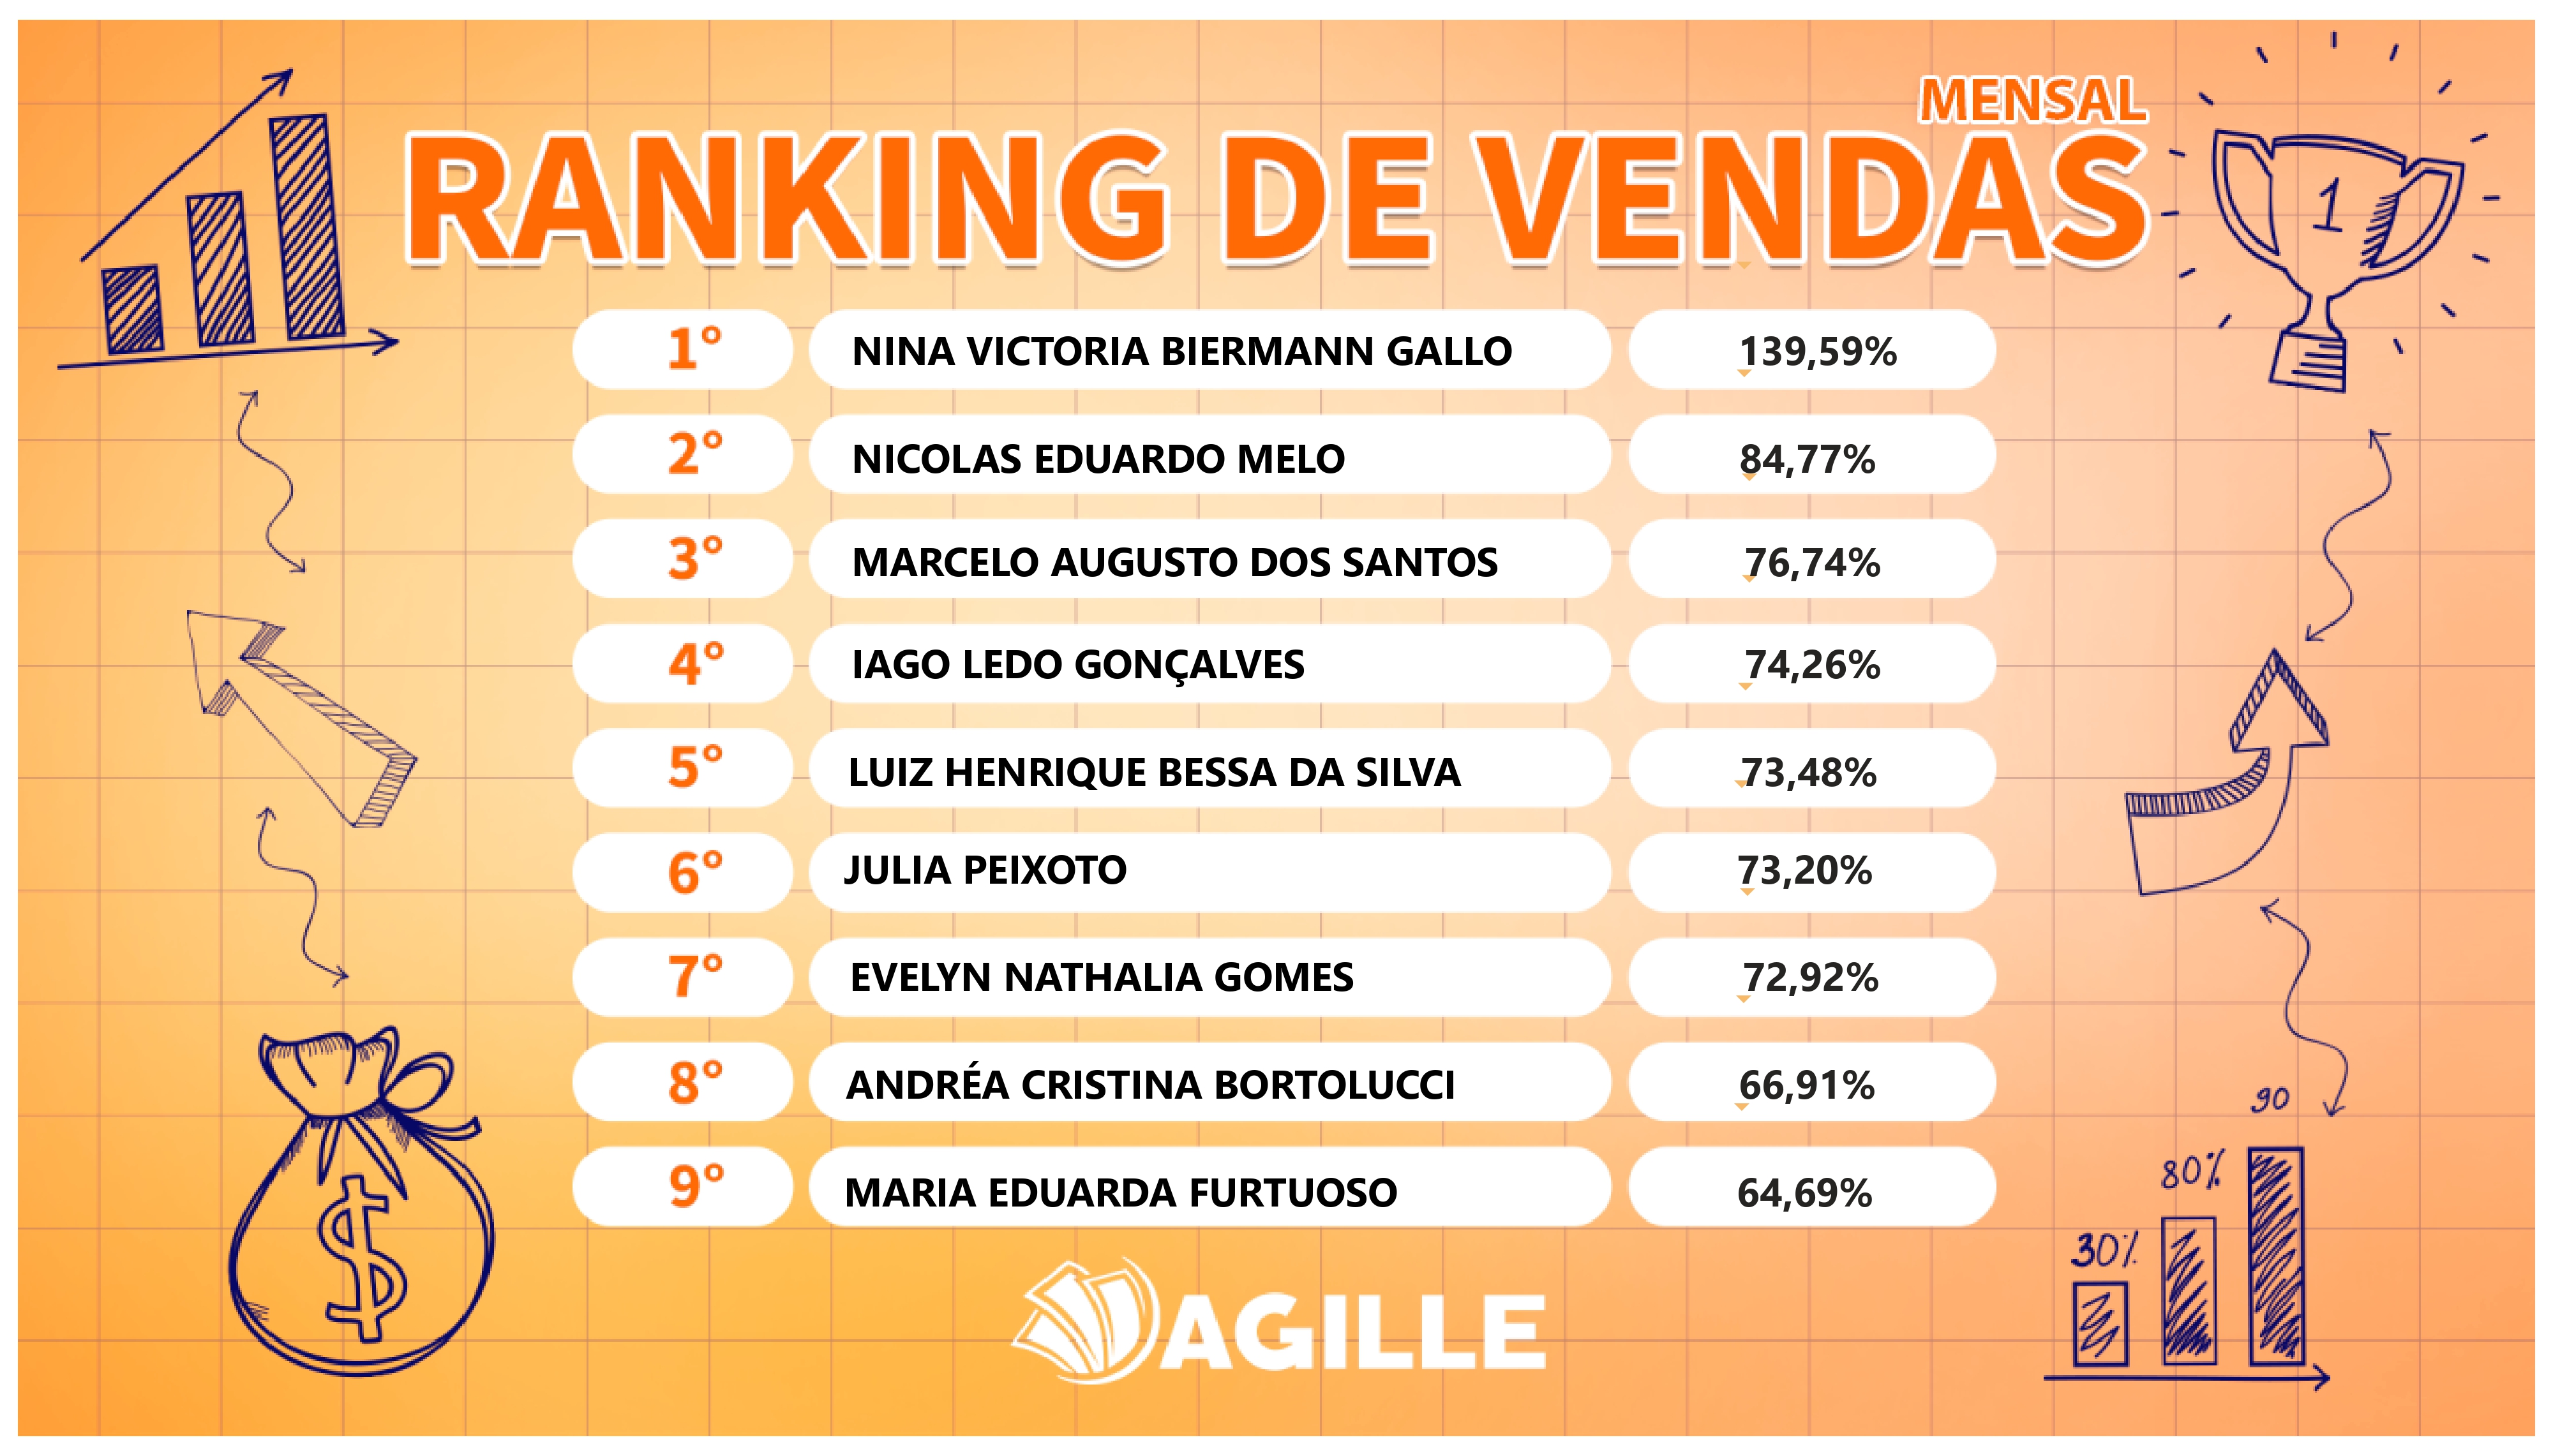 MENSAL
RANKING DE VENDAS
1
1° NINA VICTORIA BIERMANN GALLO 139,59%
2° NICOLAS EDUARDO MELO 84,77%
3° MARCELO AUGUSTO DOS SANTOS 76,74%
4° IAGO LEDO GONÇALVES 74,26%
5° LUIZ HENRIQUE BESSA DA SILVA 73,48%
6° JULIA PEIXOTO 73,20%
7° EVELYN NATHALIA GOMES 72,92%
8° ANDRÉA CRISTINA BORTOLUCCI 66,91%
9° MARIA EDUARDA FURTUOSO 64,69%
90
80%
30%
$
AGILLE